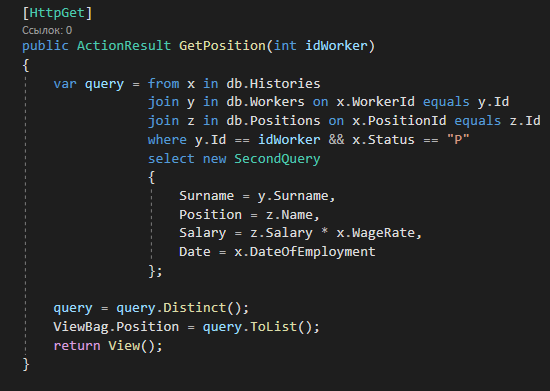 [HttpGet]
Ссылок: 0
public ActionResult GetPosition(int idWorker)
{
    var query = from x in db.Histories
                join y in db.Workers on x.WorkerId equals y.Id
                join z in db.Positions on x.PositionId equals z.Id
                where y.Id == idWorker && x.Status == "P"
                select new SecondQuery
                {
                    Surname = y.Surname,
                    Position = z.Name,
                    Salary = z.Salary * x.WageRate,
                    Date = x.DateOfEmployment
                };
    query = query.Distinct();
    ViewBag.Position = query.ToList();
    return View();
}